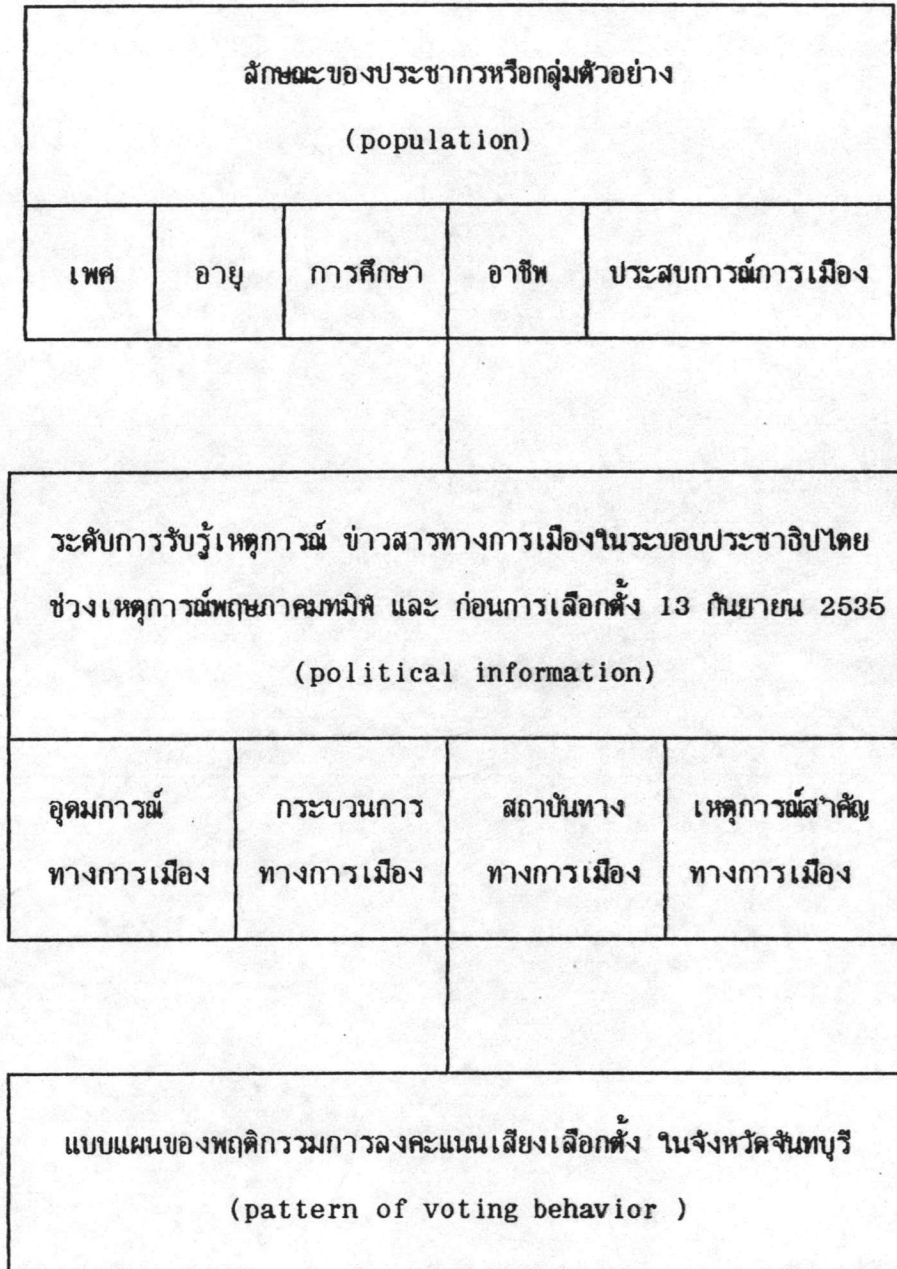 ลักษณะของประชากรหรือกลุ่มตัวอย่าง
(population)
เพศ อายุ การศึกษา อาชีพ ประสบการณ์การเมือง
ระดับการรับรู้เหตุการณ์ ข่าวสารทางการเมืองในระบอบประชาธิปไตย
ช่วงเหตุการณ์พฤษภาคมทมิฬ และ ก่อนการเลือกตั้ง 13 กันยายน 2535
(political information)
อุดมการณ์ กระบวนการ สถาบันทาง เหตุการณ์สำคัญ
ทางการเมือง ทางการเมือง ทางการเมือง ทางการเมือง
แบบแผนของพฤติกรรมการลงคะแนนเสียงเลือกตั้ง ในจังหวัดจันทบุรี
(pattern of voting behavior )